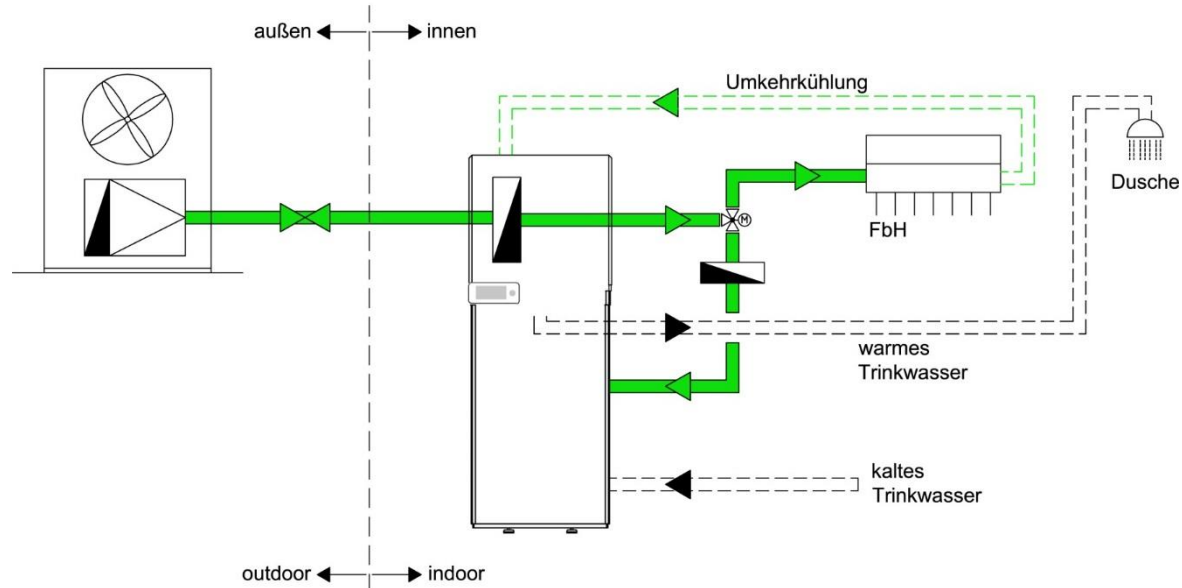 außen
innen
Umkehrkühlung
Dusche
FbH
M
warmes
Trinkwasser
kaltes
Trinkwasser
outdoor
indoor